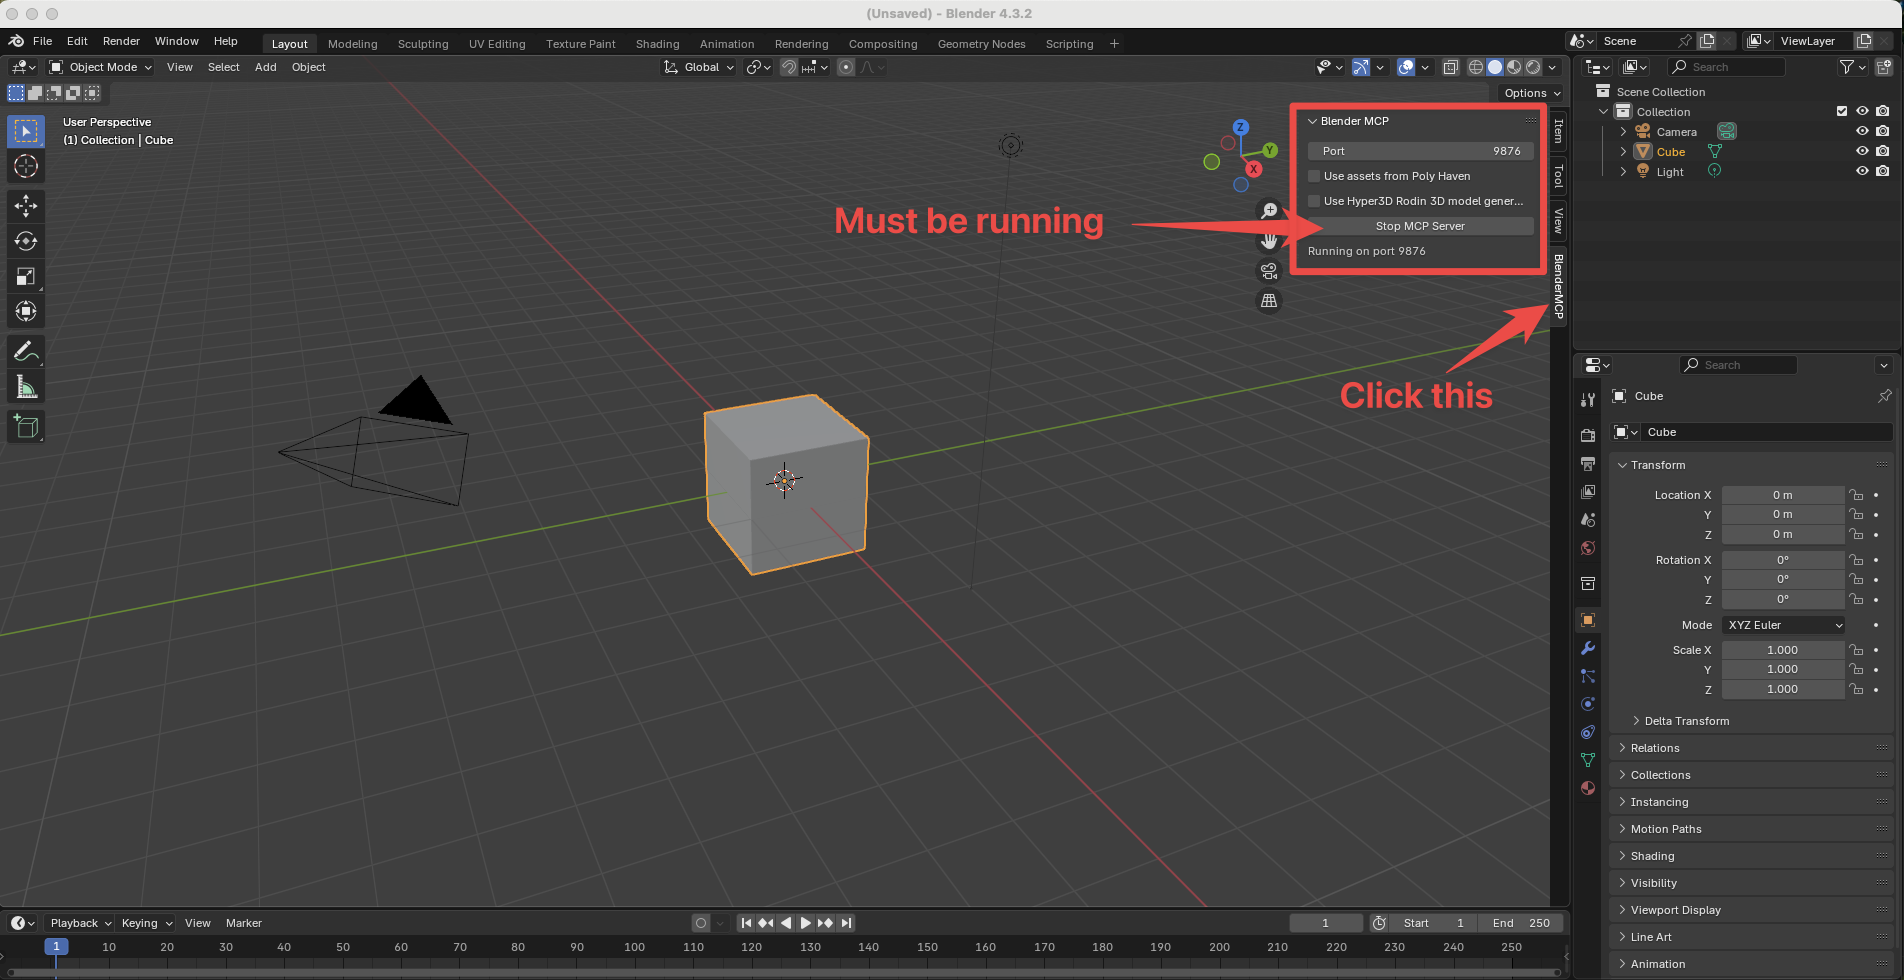 (Unsaved) - Blender 4.3.2
File Edit Render Window Help
Layout Modeling Sculpting UV Editing Texture Paint Shading Animation Rendering Compositing Geometry Nodes Scripting +
Scene
ViewLayer
Object Mode View Select Add Object
Global
Search
Options
User Perspective
(1) Collection | Cube
Z
Y
X
Blender MCP
Port 9876
Use assets from Poly Haven
Use Hyper3D Rodin 3D model gener...
Stop MCP Server
Running on port 9876
Must be running
Click this
Item
Tool
View
BlenderMCP
Scene Collection
Collection
Camera
Cube
Light
Search
Cube
Cube
Transform
Location X 0 m
Y 0 m
Z 0 m
Rotation X 0°
Y 0°
Z 0°
Mode XYZ Euler
Scale X 1.000
Y 1.000
Z 1.000
Delta Transform
Relations
Collections
Instancing
Motion Paths
Shading
Visibility
Viewport Display
Line Art
Animation
Playback Keying View Marker
1
Start 1
End 250
1 10 20 30 40 50 60 70 80 90 100 110 120 130 140 150 160 170 180 190 200 210 220 230 240 250